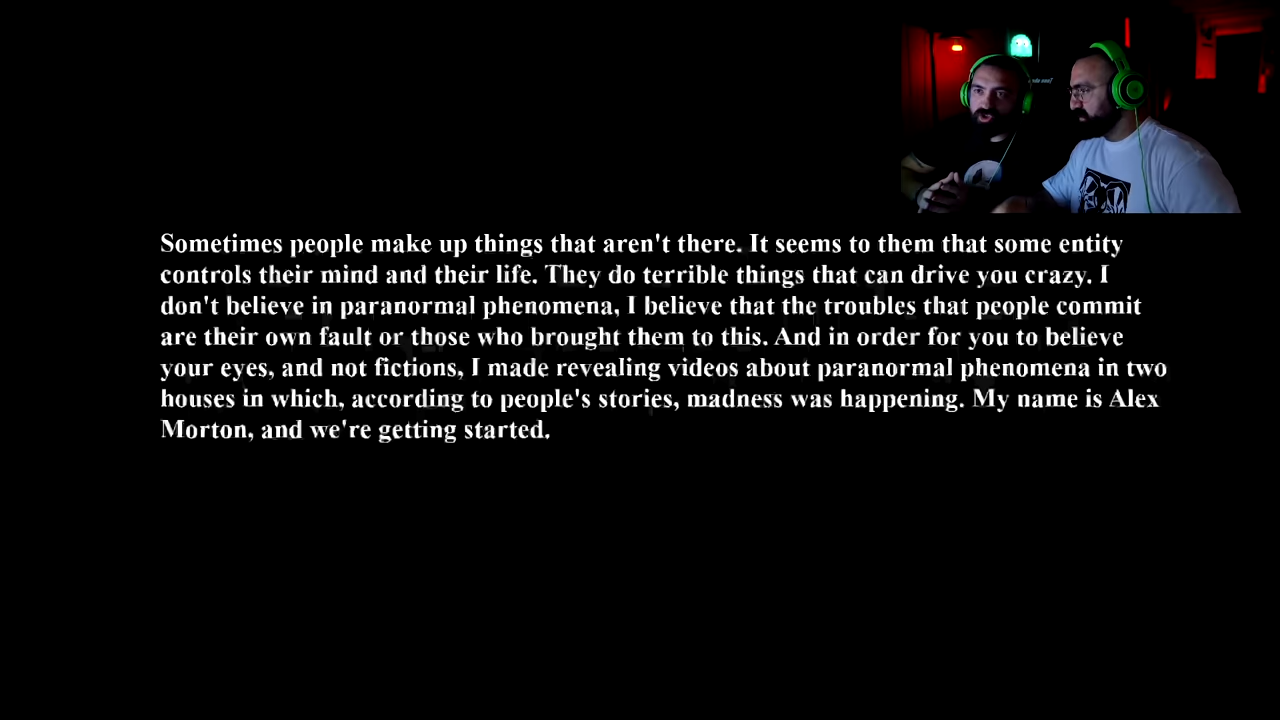 Sometimes people make up things that aren't there. It seems to them that some entity
controls their mind and their life. They do terrible things that can drive you crazy. I
don't believe in paranormal phenomena, I believe that the troubles that people commit
are their own fault or those who brought them to this. And in order for you to believe
your eyes, and not fictions, I made revealing videos about paranormal phenomena in two
houses in which, according to people's stories, madness was happening. My name is Alex
Morton, and we're getting started.